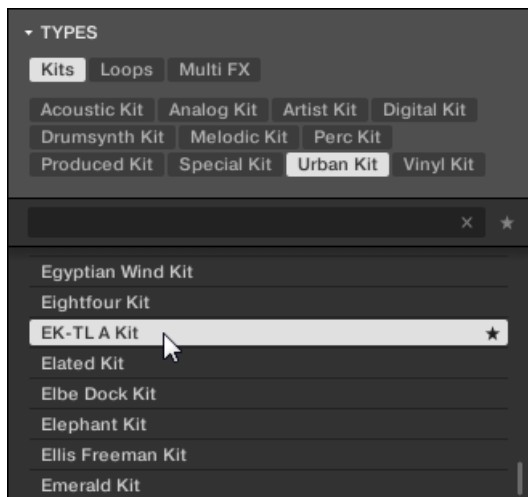 TYPES
Kits Loops Multi FX
Acoustic Kit Analog Kit Artist Kit Digital Kit
Drumsynth Kit Melodic Kit Perc Kit
Produced Kit Special Kit Urban Kit Vinyl Kit
Egyptian Wind Kit
Eightfour Kit
EK-TL A Kit
Elated Kit
Elbe Dock Kit
Elephant Kit
Ellis Freeman Kit
Emerald Kit